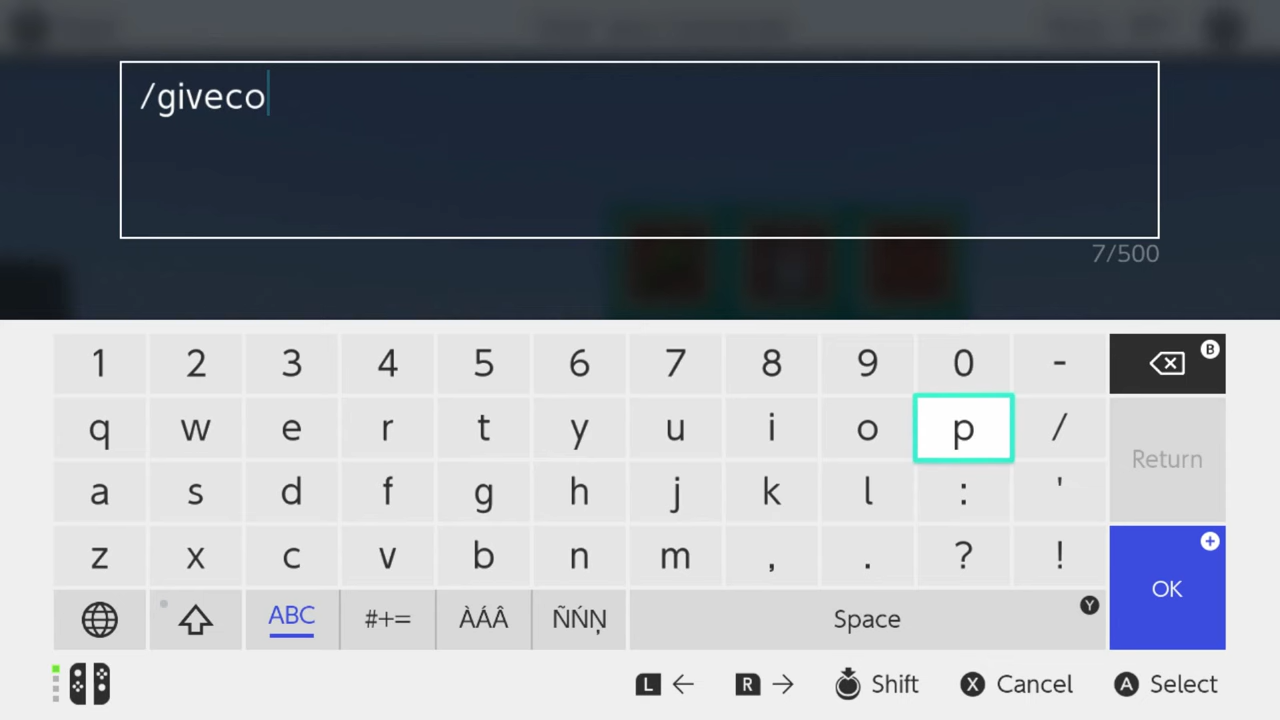 /giveco
7/500
1 2 3 4 5 6 7 8 9 0 - B
q w e r t y u i o p /
Return
a s d f g h j k l : '
z x c v b n m , . ? ! +
OK
ABC #+= ÀÁÂ ÑŃŅ Space Y
L ← R → Shift X Cancel A Select